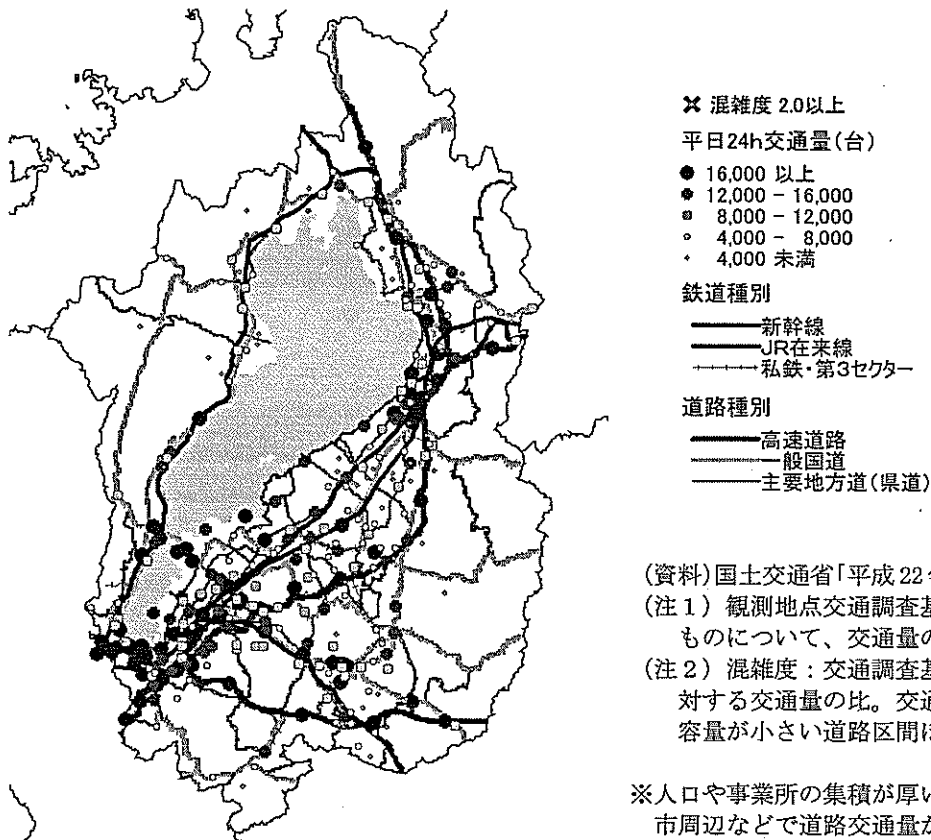 ✖ 混雑度 2.0以上
平日24h交通量(台)
16,000 以上
12,000 - 16,000
8,000 - 12,000
4,000 - 8,000
4,000 未満
鉄道種別
新幹線
JR在来線
私鉄・第3セクター
道路種別
高速道路
一般国道
主要地方道(県道)
(資料)国土交通省「平成22
(注1)観測地点交通調査基
ものについて、交通量の
(注2)混雑度:交通調査基
対する交通量の比。交通
容量が小さい道路区間
※人口や事業所の集積が厚い
市周辺などで道路交通量が